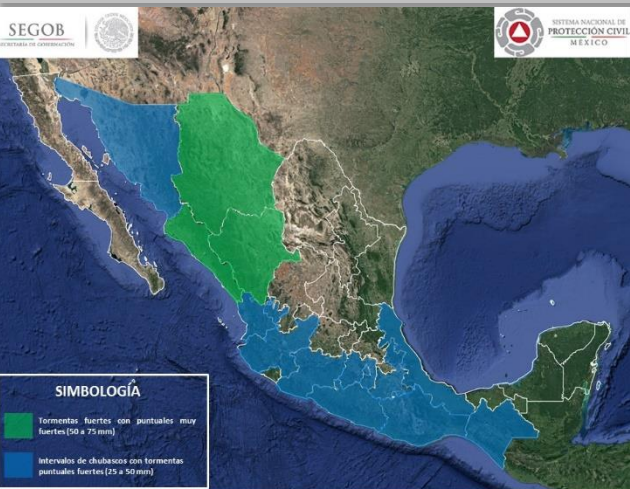 SEGOB
SECRETARÍA DE GOBERNACIÓN
SISTEMA NACIONAL DE
PROTECCIÓN CIVIL
MÉXICO
SIMBOLOGÍA
Tormentas fuertes con puntuales muy
fuertes (50 a 75 mm)
Intervalos de chubascos con tormentas
puntuales fuertes (25 a 50 mm)